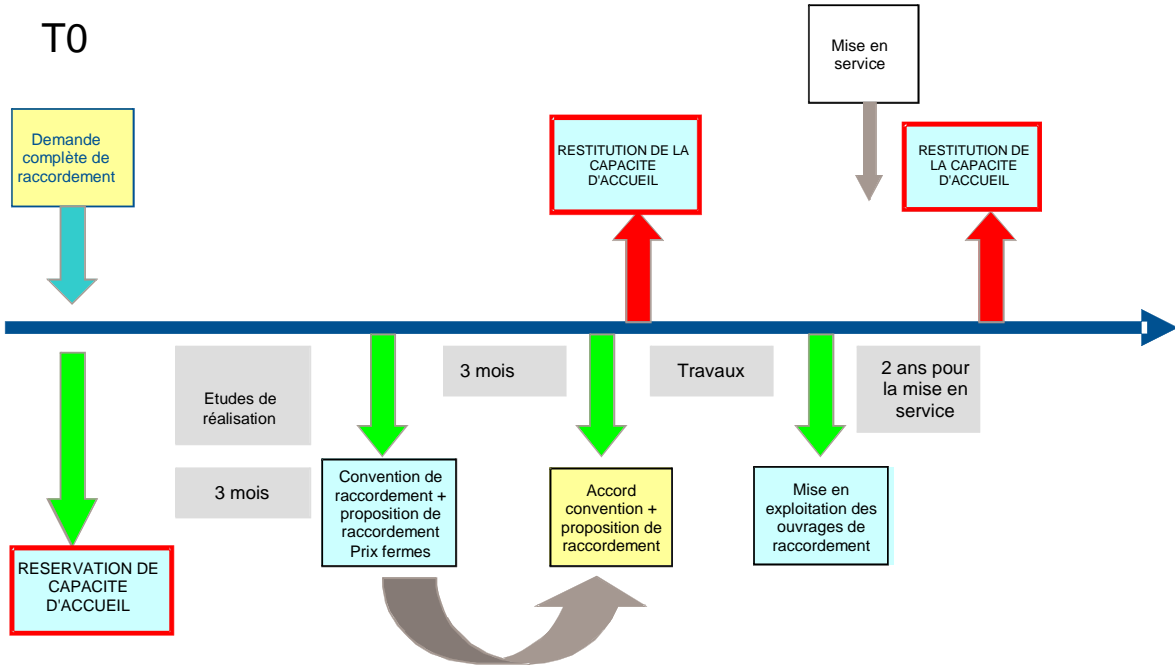 T0
Mise en
service
Demande
complète de
raccordement
RESTITUTION DE LA
CAPACITE
D'ACCUEIL
RESTITUTION DE
LA CAPACITE
D'ACCUEIL
Etudes de
réalisation
3 mois
3 mois
Travaux
2 ans pour
la mise en
service
RESERVATION DE
CAPACITE
D'ACCUEIL
Convention de
raccordement +
proposition de
raccordement
Prix fermes
Accord
convention +
proposition de
raccordement
Mise en
exploitation des
ouvrages de
raccordement